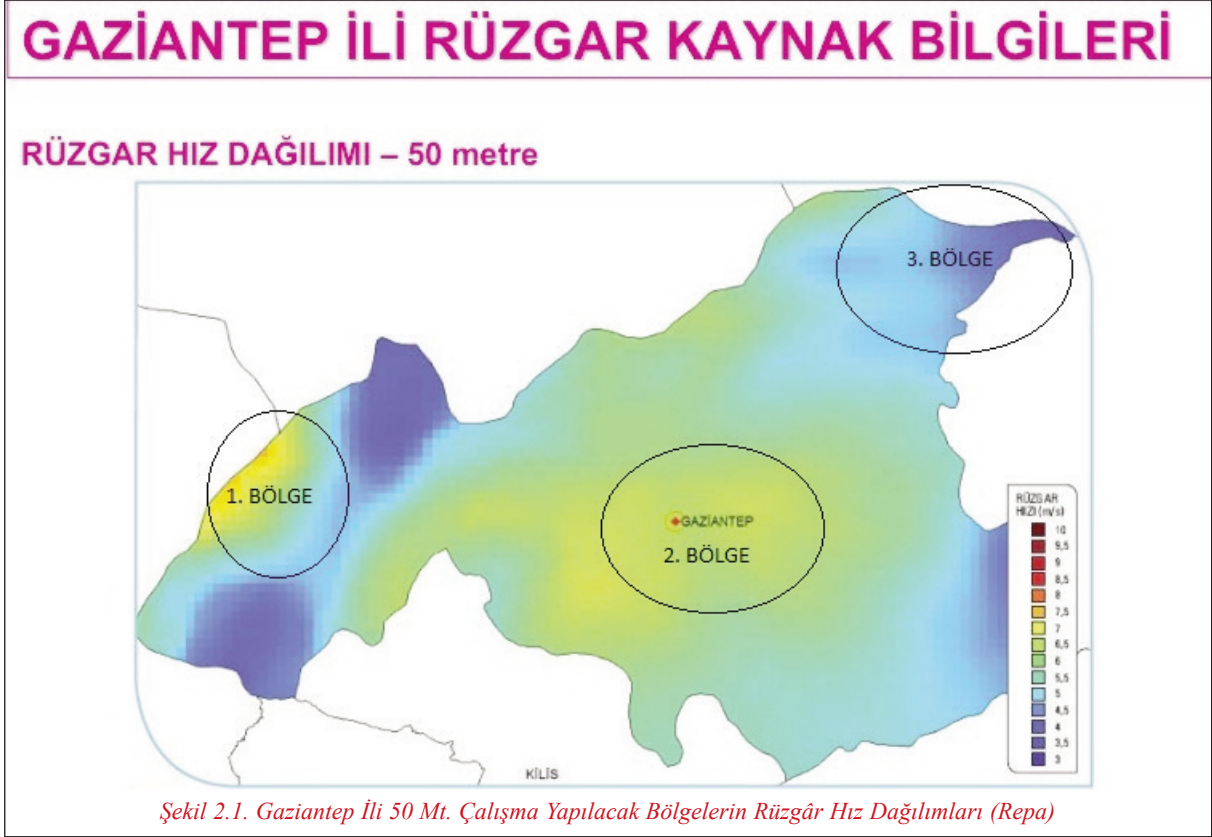 GAZİANTEP İLİ RÜZGAR KAYNAK BİLGİLERİ
RÜZGAR HIZ DAĞILIMI – 50 metre
3. BÖLGE
1. BÖLGE
GAZİANTEP
2. BÖLGE
RÜZGAR
HIZI (m/s)
10
9,5
9
8,5
8
7,5
7
6,5
6
5,5
5
4,5
4
3,5
3
KİLİS
Şekil 2.1. Gaziantep İli 50 Mt. Çalışma Yapılacak Bölgelerin Rüzgâr Hız Dağılımları (Repa)